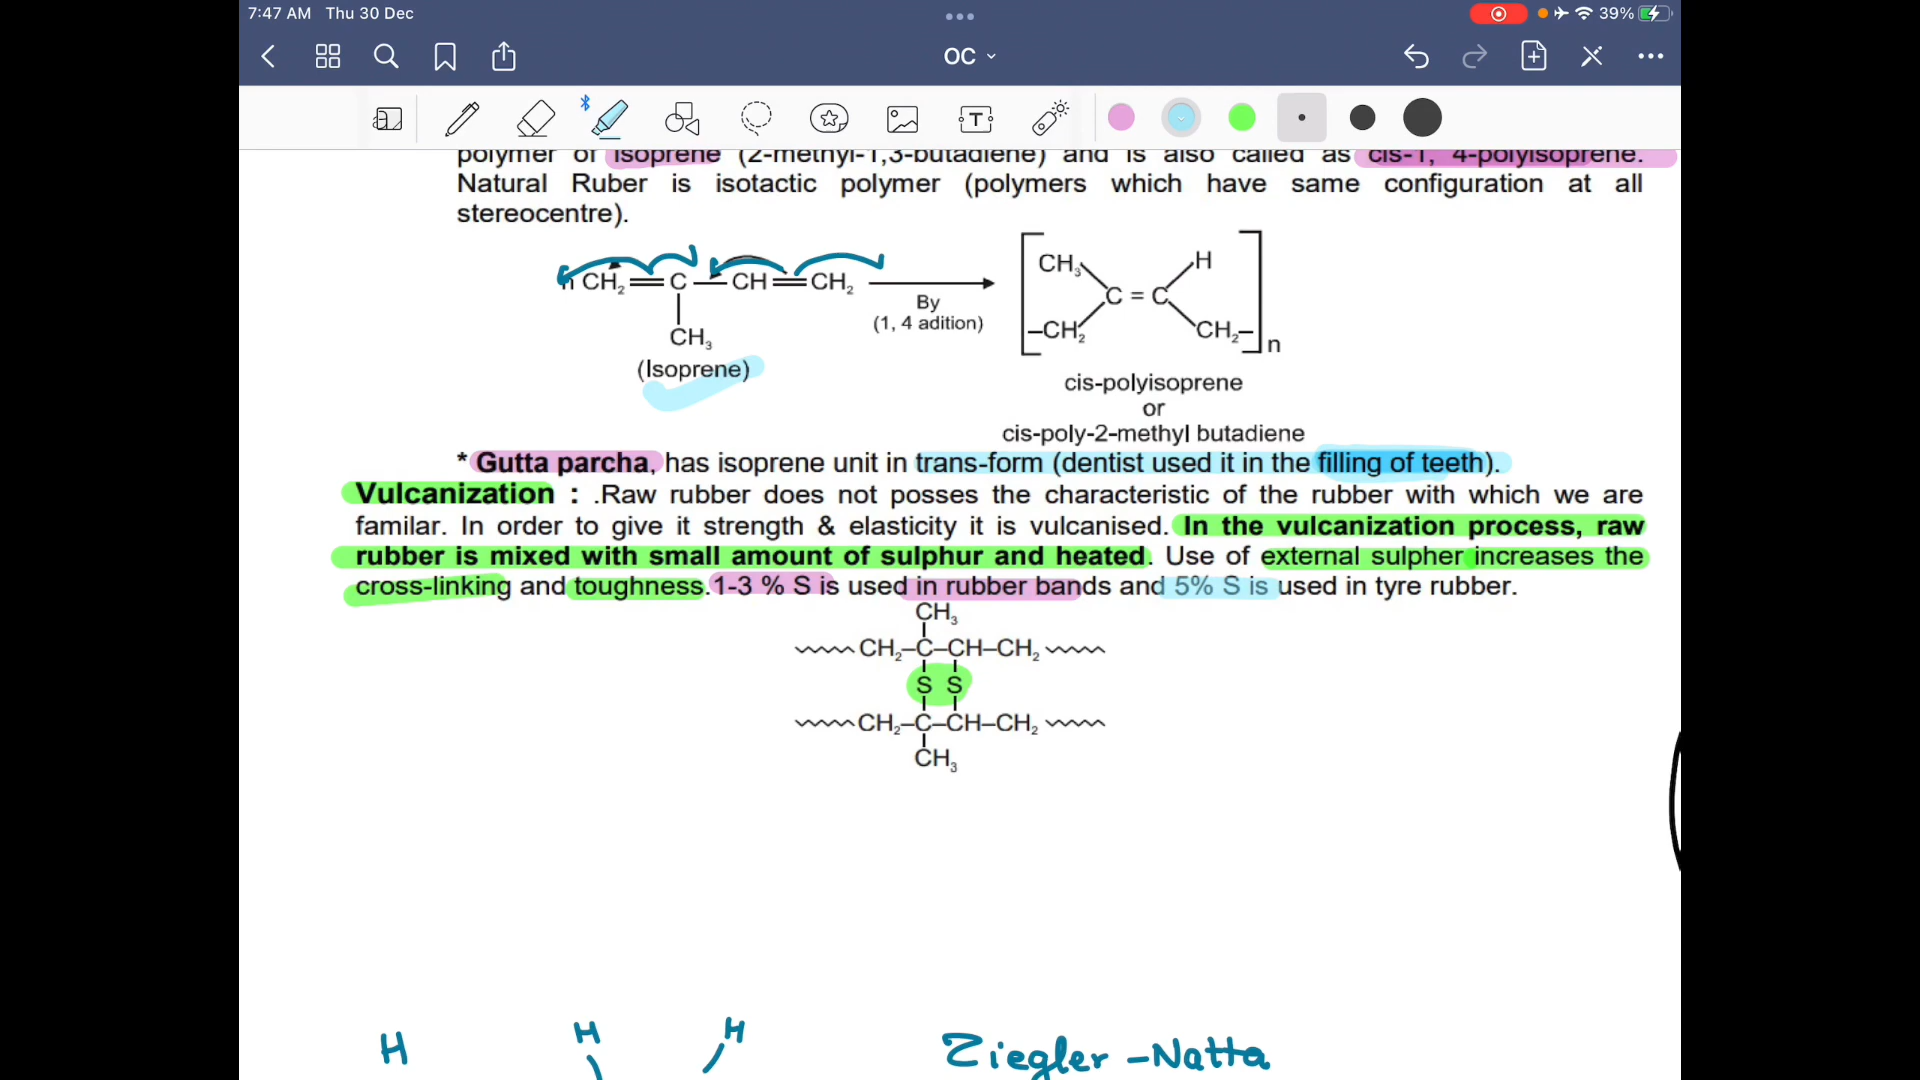 7:47 AM Thu 30 Dec
39%
OC
polymer of isoprene (2-methyl-1,3-butadiene) and is also called as cis-1, 4-polyisoprene.
Natural Ruber is isotactic polymer (polymers which have same configuration at all
stereocentre).
n CH2=C—CH=CH2
CH3
(Isoprene)
By
(1, 4 adition)
CH3 H
C = C
–CH2 CH2–
n
cis-polyisoprene
or
cis-poly-2-methyl butadiene
* Gutta parcha, has isoprene unit in trans-form (dentist used it in the filling of teeth).
Vulcanization : .Raw rubber does not posses the characteristic of the rubber with which we are
familar. In order to give it strength & elasticity it is vulcanised. In the vulcanization process, raw
rubber is mixed with small amount of sulphur and heated. Use of external sulpher increases the
cross-linking and toughness. 1-3 % S is used in rubber bands and 5% S is used in tyre rubber.
CH3
CH2–C–CH–CH2
S S
CH2–C–CH–CH2
CH3
H H H Ziegler-Natta